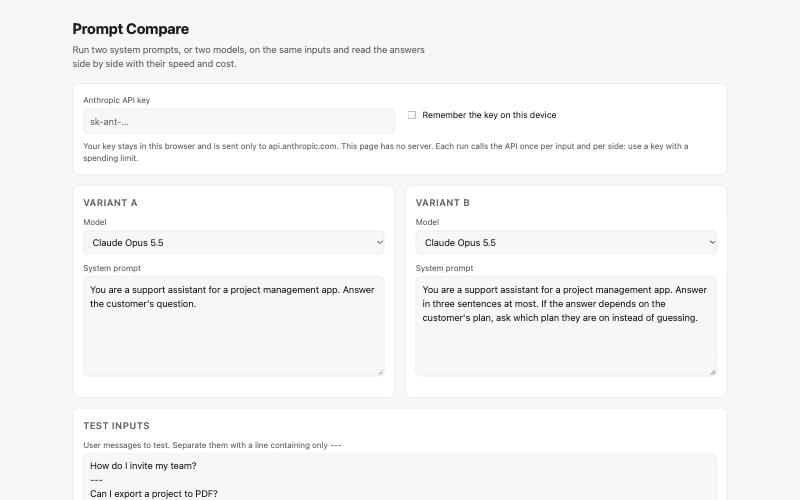 Prompt Compare
Run two system prompts, or two models, on the same inputs and read the answers
side by side with their speed and cost.
Anthropic API key
sk-ant-...
Remember the key on this device
Your key stays in this browser and is sent only to api.anthropic.com. This page has no server. Each run calls the API once per input and per side: use a key with a
spending limit.
VARIANT A
Model
Claude Opus 5.5
System prompt
You are a support assistant for a project management app. Answer
the customer's question.
VARIANT B
Model
Claude Opus 5.5
System prompt
You are a support assistant for a project management app. Answer
in three sentences at most. If the answer depends on the
customer's plan, ask which plan they are on instead of guessing.
TEST INPUTS
User messages to test. Separate them with a line containing only ---
How do I invite my team?
---
Can I export a project to PDF?